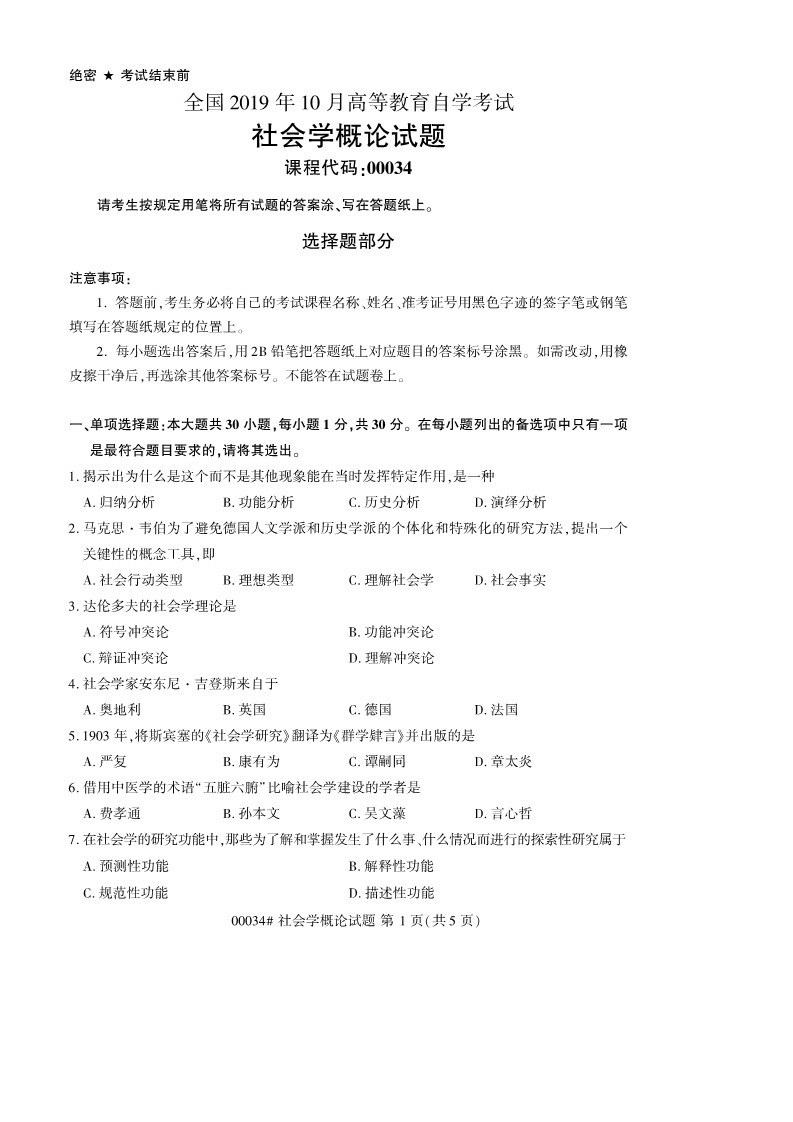 绝密 ★ 考试结束前
全国 2019 年 10 月高等教育自学考试
社会学概论试题
课程代码:00034
请考生按规定用笔将所有试题的答案涂、写在答题纸上。
选择题部分
注意事项:
1. 答题前,考生务必将自己的考试课程名称、姓名、准考证号用黑色字迹的签字笔或钢笔
填写在答题纸规定的位置上。
2. 每小题选出答案后,用 2B 铅笔把答题纸上对应题目的答案标号涂黑。如需改动,用橡
皮擦干净后,再选涂其他答案标号。不能答在试题卷上。
一、单项选择题:本大题共 30 小题,每小题 1 分,共 30 分。在每小题列出的备选项中只有一项
是最符合题目要求的,请将其选出。
1. 揭示出为什么是这个而不是其他现象能在当时发挥特定作用,是一种
A. 归纳分析 B. 功能分析 C. 历史分析 D. 演绎分析
2. 马克思·韦伯为了避免德国人文学派和历史学派的个体化和特殊化的研究方法,提出一个
关键性的概念工具,即
A. 社会行动类型 B. 理想类型 C. 理解社会学 D. 社会事实
3. 达伦多夫的社会学理论是
A. 符号冲突论 B. 功能冲突论
C. 辩证冲突论 D. 理解冲突论
4. 社会学家安东尼·吉登斯来自于
A. 奥地利 B. 英国 C. 德国 D. 法国
5. 1903 年,将斯宾塞的《社会学研究》翻译为《群学肄言》并出版的是
A. 严复 B. 康有为 C. 谭嗣同 D. 章太炎
6. 借用中医学的术语“五脏六腑”比喻社会学建设的学者是
A. 费孝通 B. 孙本文 C. 吴文藻 D. 言心哲
7. 在社会学的研究功能中,那些为了解和掌握发生了什么事、什么情况而进行的探索性研究属于
A. 预测性功能 B. 解释性功能
C. 规范性功能 D. 描述性功能
00034# 社会学概论试题 第 1 页(共 5 页)